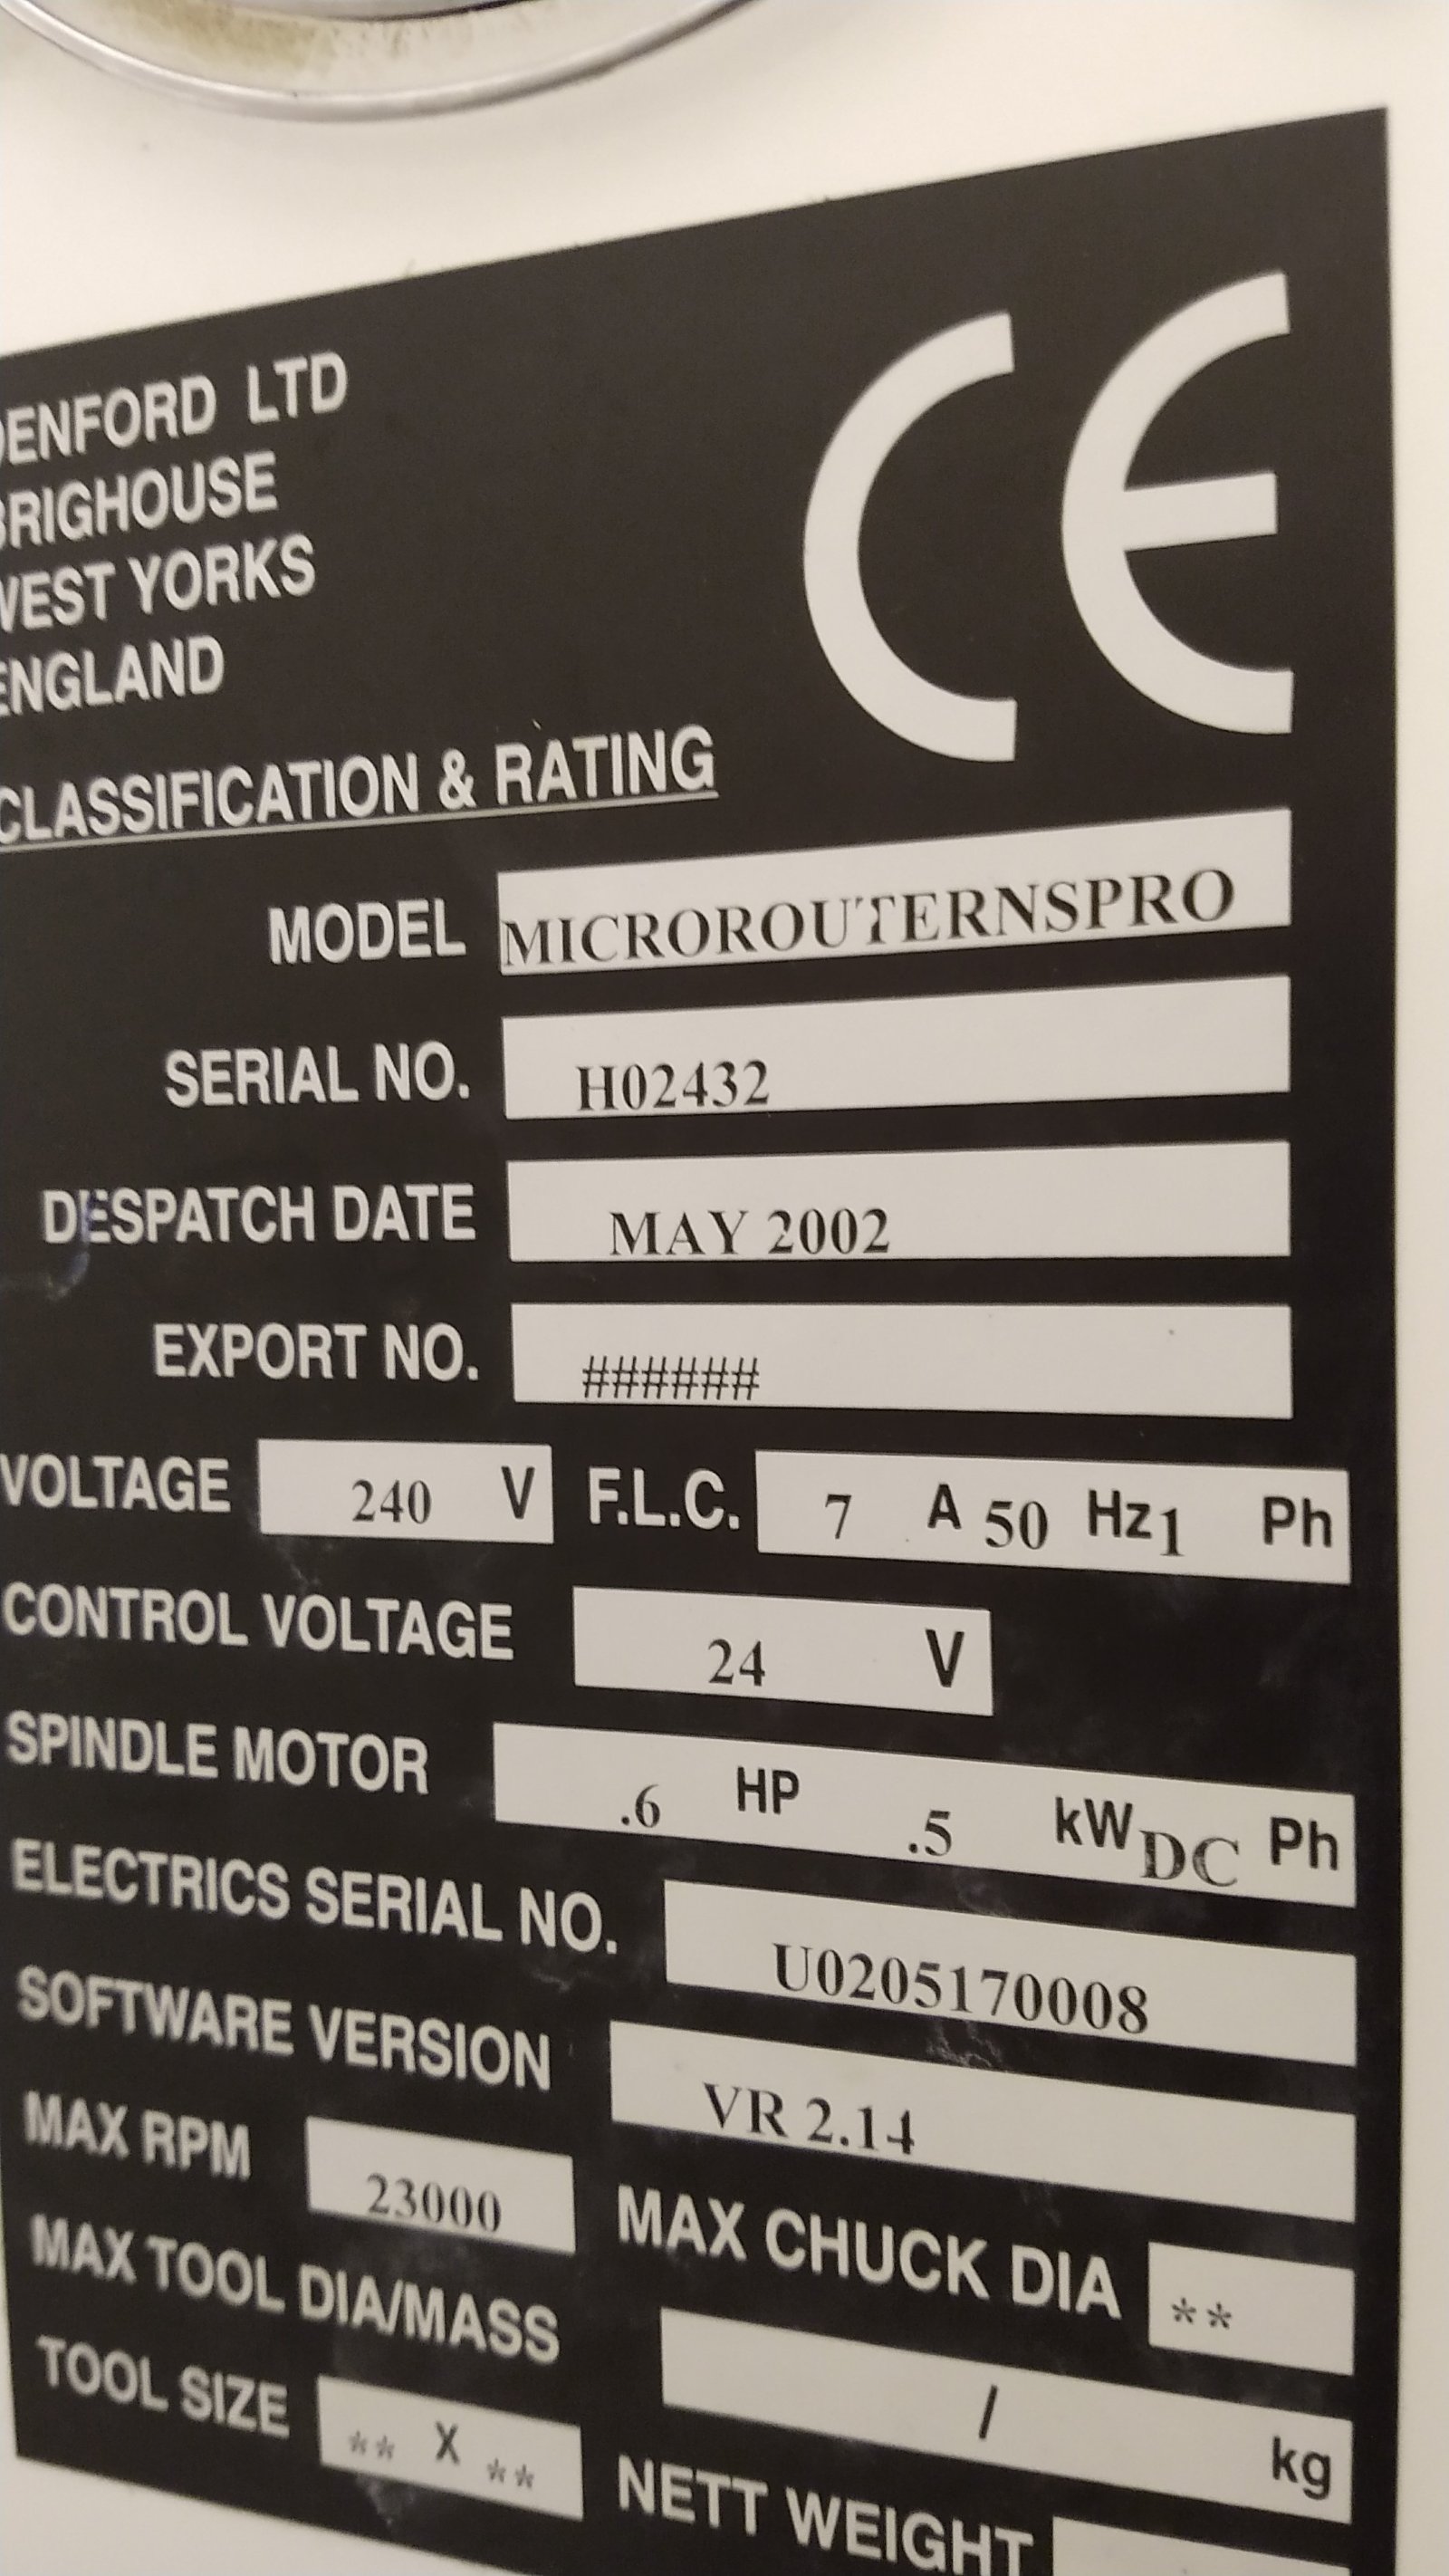 DENFORD LTD
BRIGHOUSE
WEST YORKS
ENGLAND
CE
CLASSIFICATION & RATING
MODEL MICROROUTERNSPRO
SERIAL NO. H02432
DESPATCH DATE MAY 2002
EXPORT NO. ######
VOLTAGE 240 V F.L.C. 7 A 50 Hz 1 Ph
CONTROL VOLTAGE 24 V
SPINDLE MOTOR .6 HP .5 kW DC Ph
ELECTRICS SERIAL NO. U0205170008
SOFTWARE VERSION VR 2.14
MAX RPM 23000 MAX CHUCK DIA **
MAX TOOL DIA/MASS / kg
TOOL SIZE ** X ** NETT WEIGHT